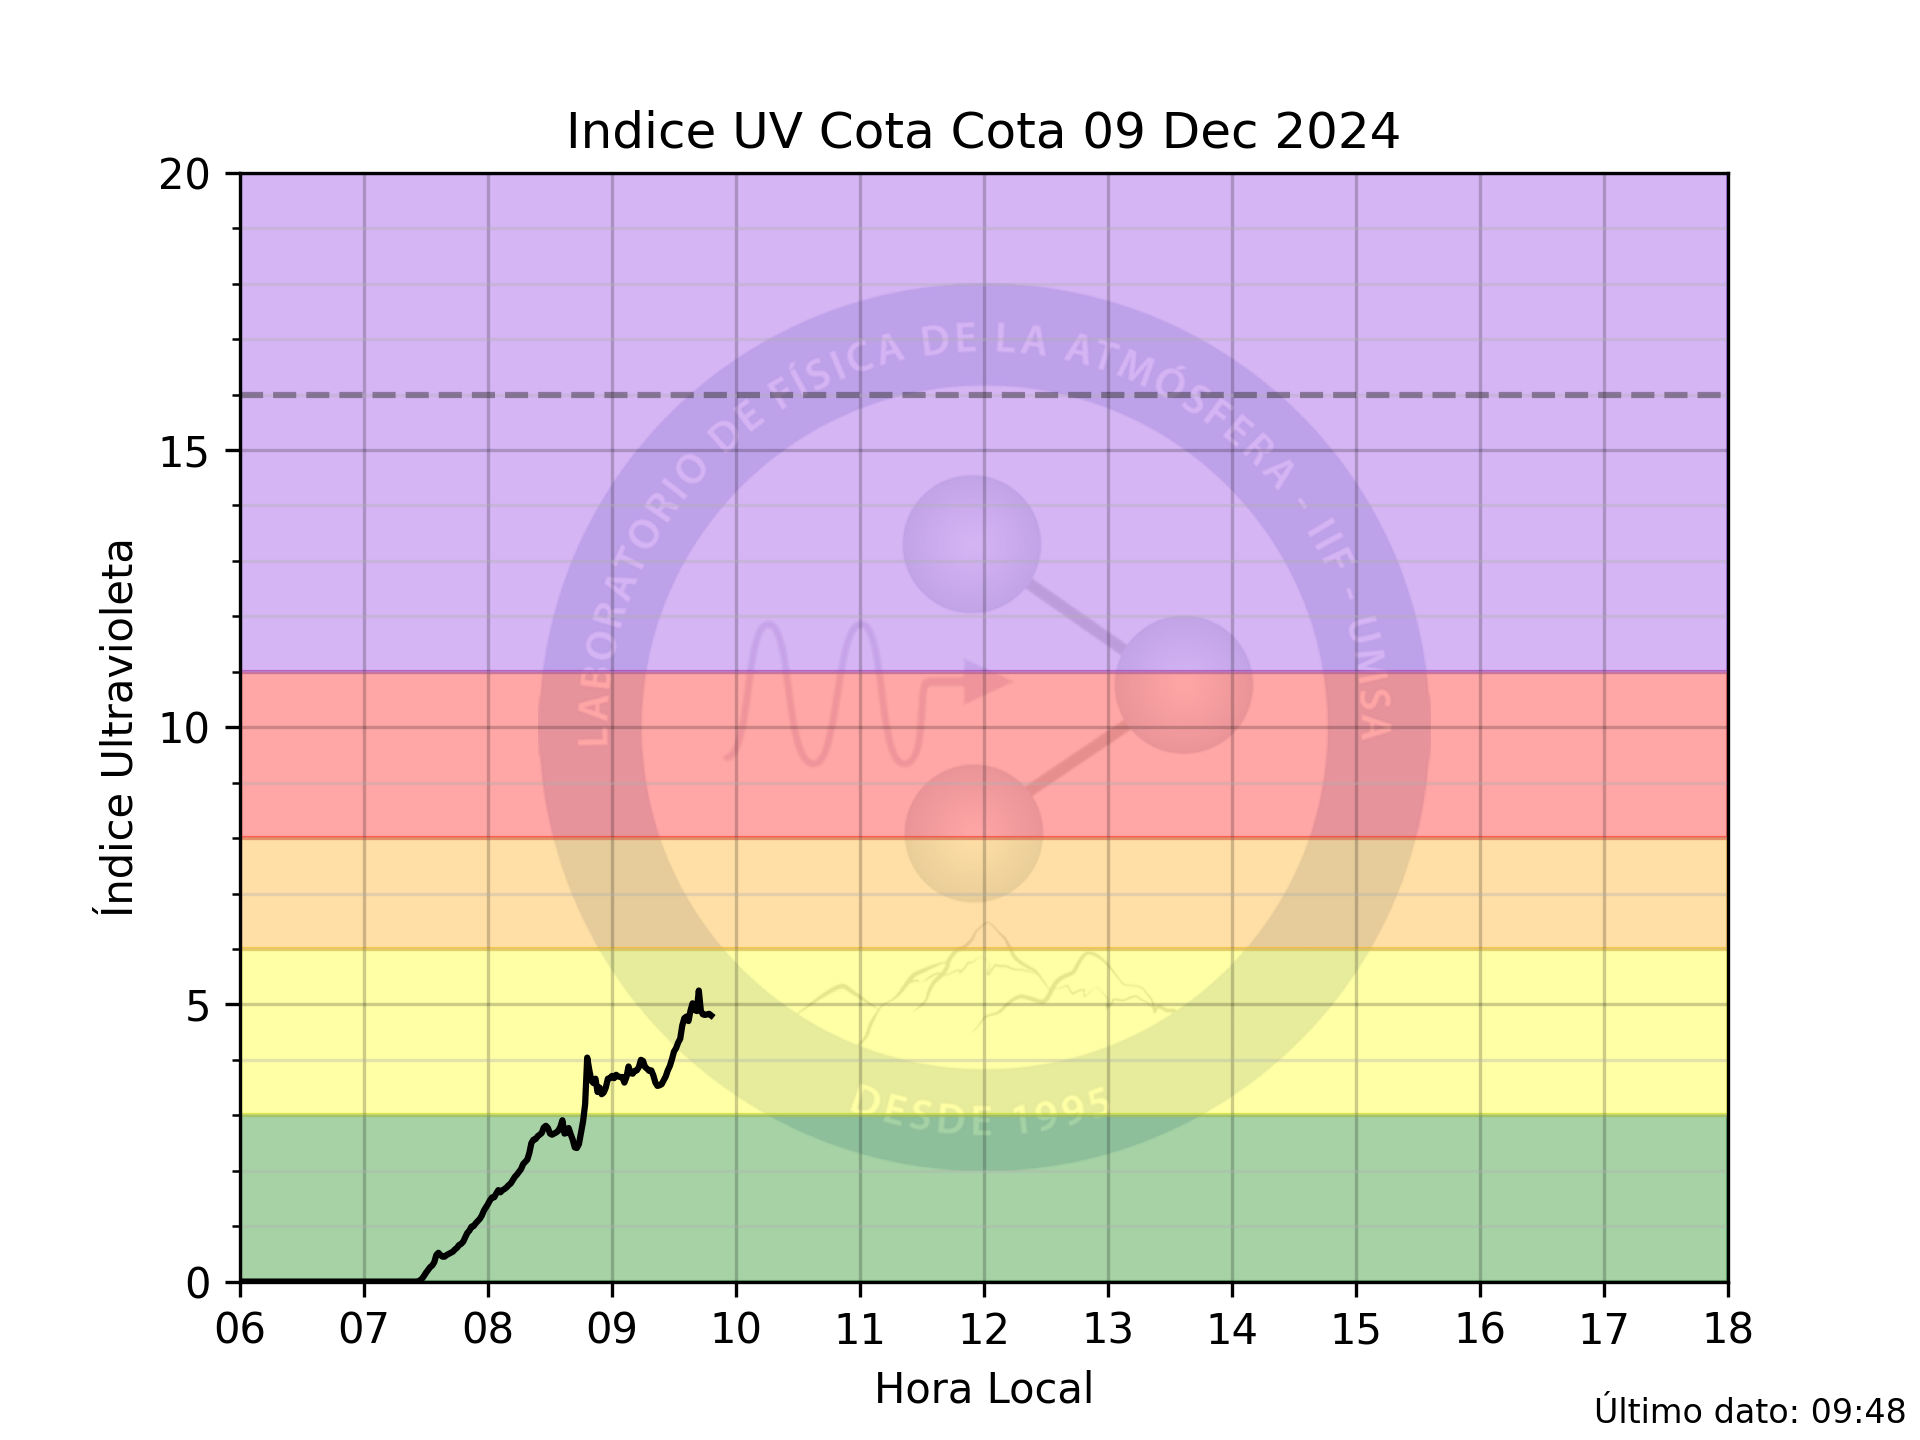 Indice UV Cota Cota 09 Dec 2024
20
15
10
5
0
Índice Ultravioleta
LABORATORIO DE FÍSICA DE LA ATMÓSFERA - IIF - UMSA
DESDE 1995
06 07 08 09 10 11 12 13 14 15 16 17 18
Hora Local
Último dato: 09:48